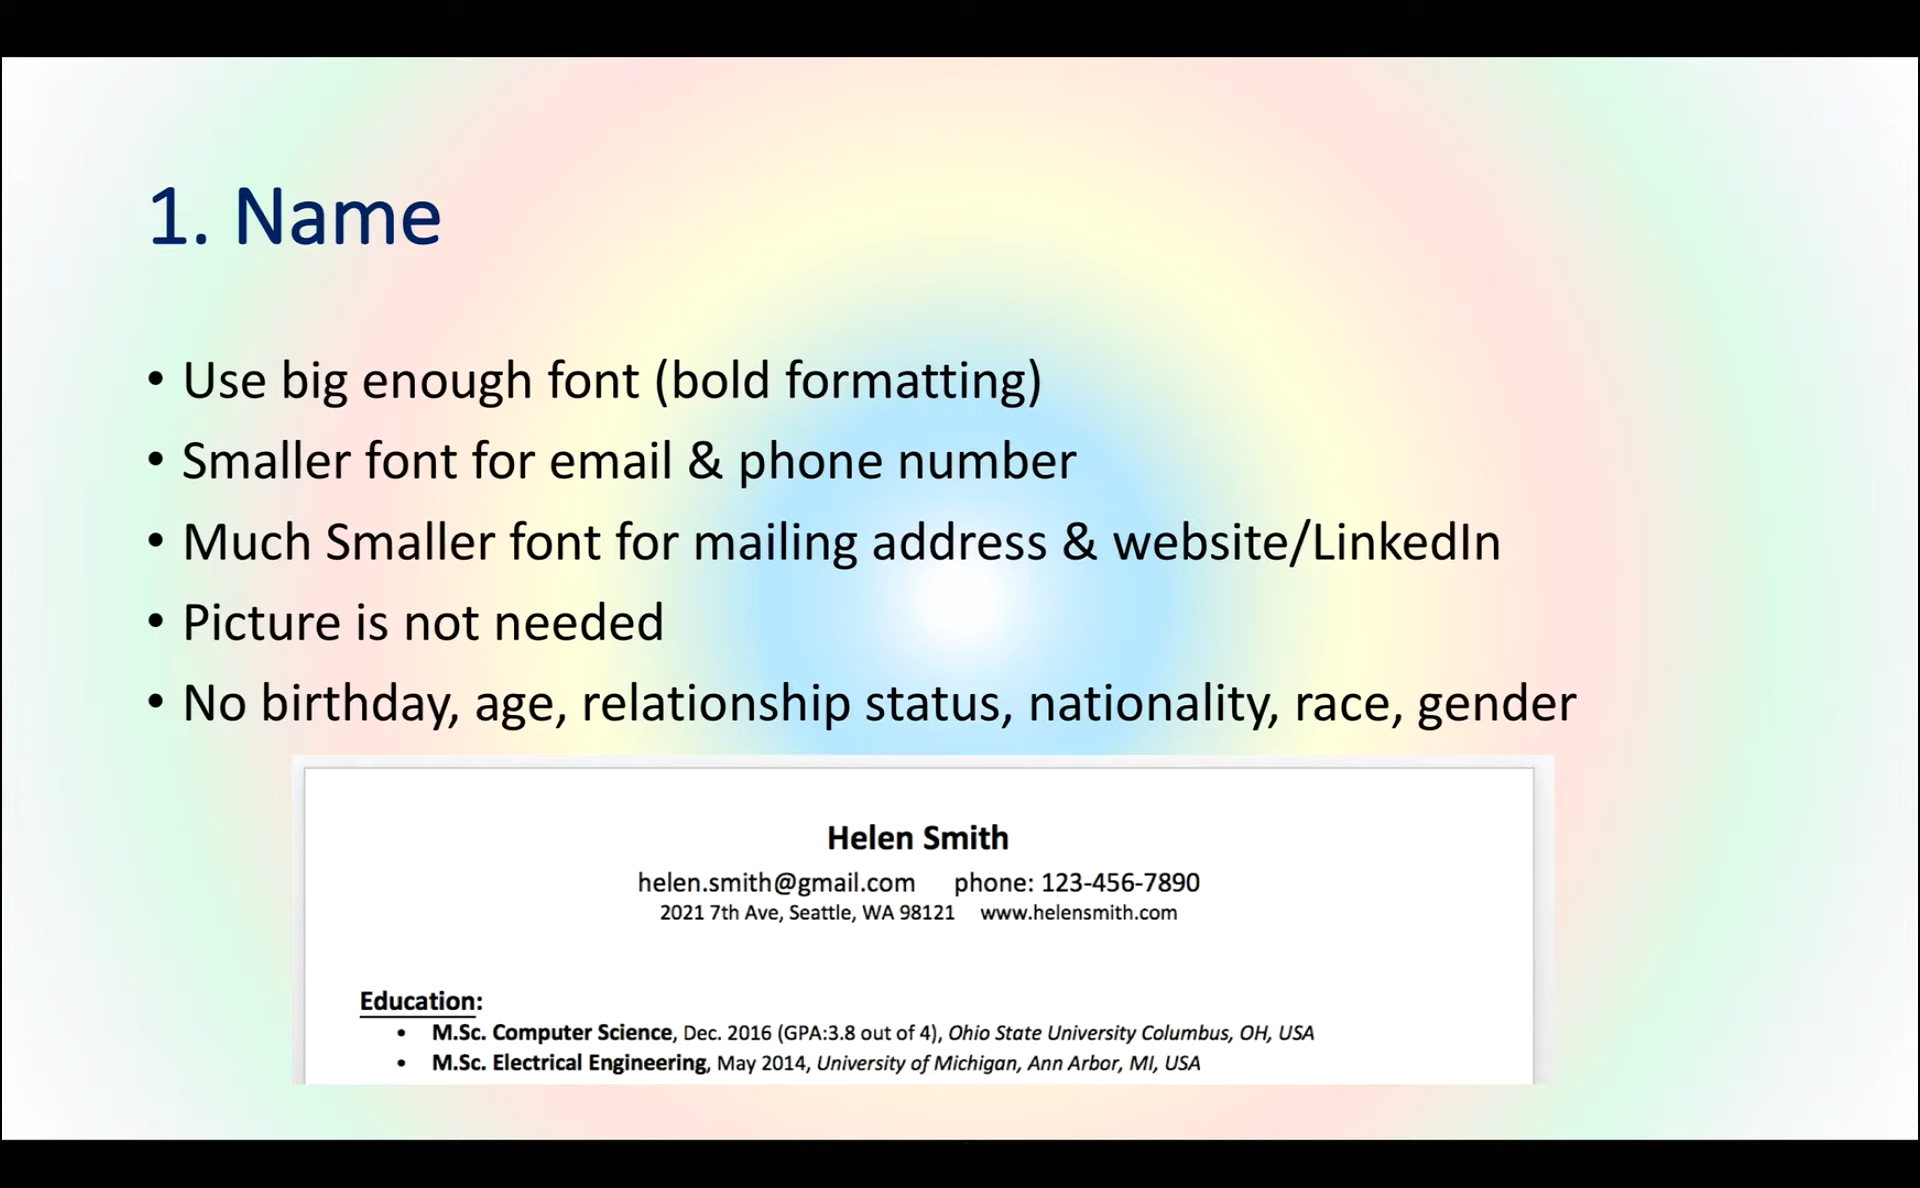 1. Name
• Use big enough font (bold formatting)
• Smaller font for email & phone number
• Much Smaller font for mailing address & website/LinkedIn
• Picture is not needed
• No birthday, age, relationship status, nationality, race, gender
Helen Smith
helen.smith@gmail.com phone: 123-456-7890
2021 7th Ave, Seattle, WA 98121 www.helensmith.com
Education:
• M.Sc. Computer Science, Dec. 2016 (GPA:3.8 out of 4), Ohio State University Columbus, OH, USA
• M.Sc. Electrical Engineering, May 2014, University of Michigan, Ann Arbor, MI, USA